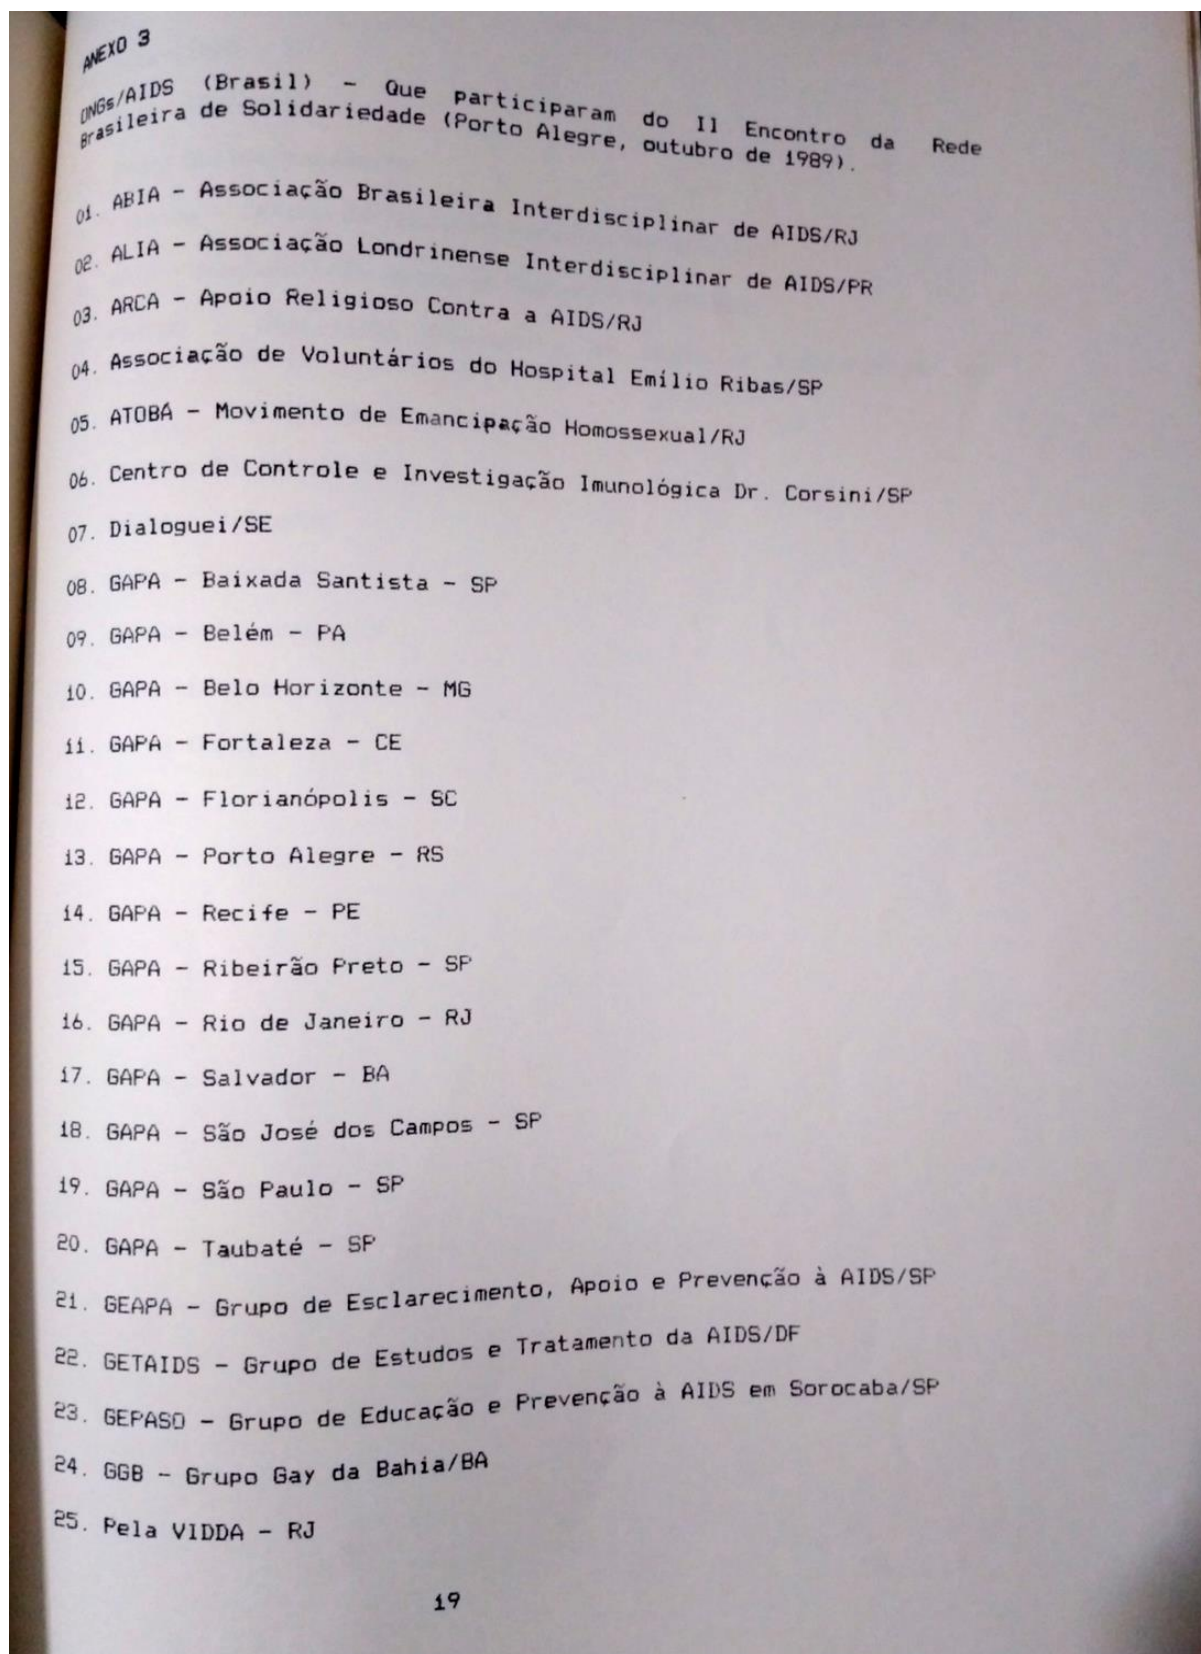 ANEXO 3
ONGs/AIDS (Brasil) - Que participaram do II Encontro da Rede
Brasileira de Solidariedade (Porto Alegre, outubro de 1989).
01. ABIA - Associação Brasileira Interdisciplinar de AIDS/RJ
02. ALIA - Associação Londrinense Interdisciplinar de AIDS/PR
03. ARCA - Apoio Religioso Contra a AIDS/RJ
04. Associação de Voluntários do Hospital Emílio Ribas/SP
05. ATOBÁ - Movimento de Emancipação Homossexual/RJ
06. Centro de Controle e Investigação Imunológica Dr. Corsini/SP
07. Dialoguei/SE
08. GAPA - Baixada Santista - SP
09. GAPA - Belém - PA
10. GAPA - Belo Horizonte - MG
11. GAPA - Fortaleza - CE
12. GAPA - Florianópolis - SC
13. GAPA - Porto Alegre - RS
14. GAPA - Recife - PE
15. GAPA - Ribeirão Preto - SP
16. GAPA - Rio de Janeiro - RJ
17. GAPA - Salvador - BA
18. GAPA - São José dos Campos - SP
19. GAPA - São Paulo - SP
20. GAPA - Taubaté - SP
21. GEAPA - Grupo de Esclarecimento, Apoio e Prevenção à AIDS/SP
22. GETAIDS - Grupo de Estudos e Tratamento da AIDS/DF
23. GEPASO - Grupo de Educação e Prevenção à AIDS em Sorocaba/SP
24. GGB - Grupo Gay da Bahia/BA
25. Pela VIDDA - RJ
19